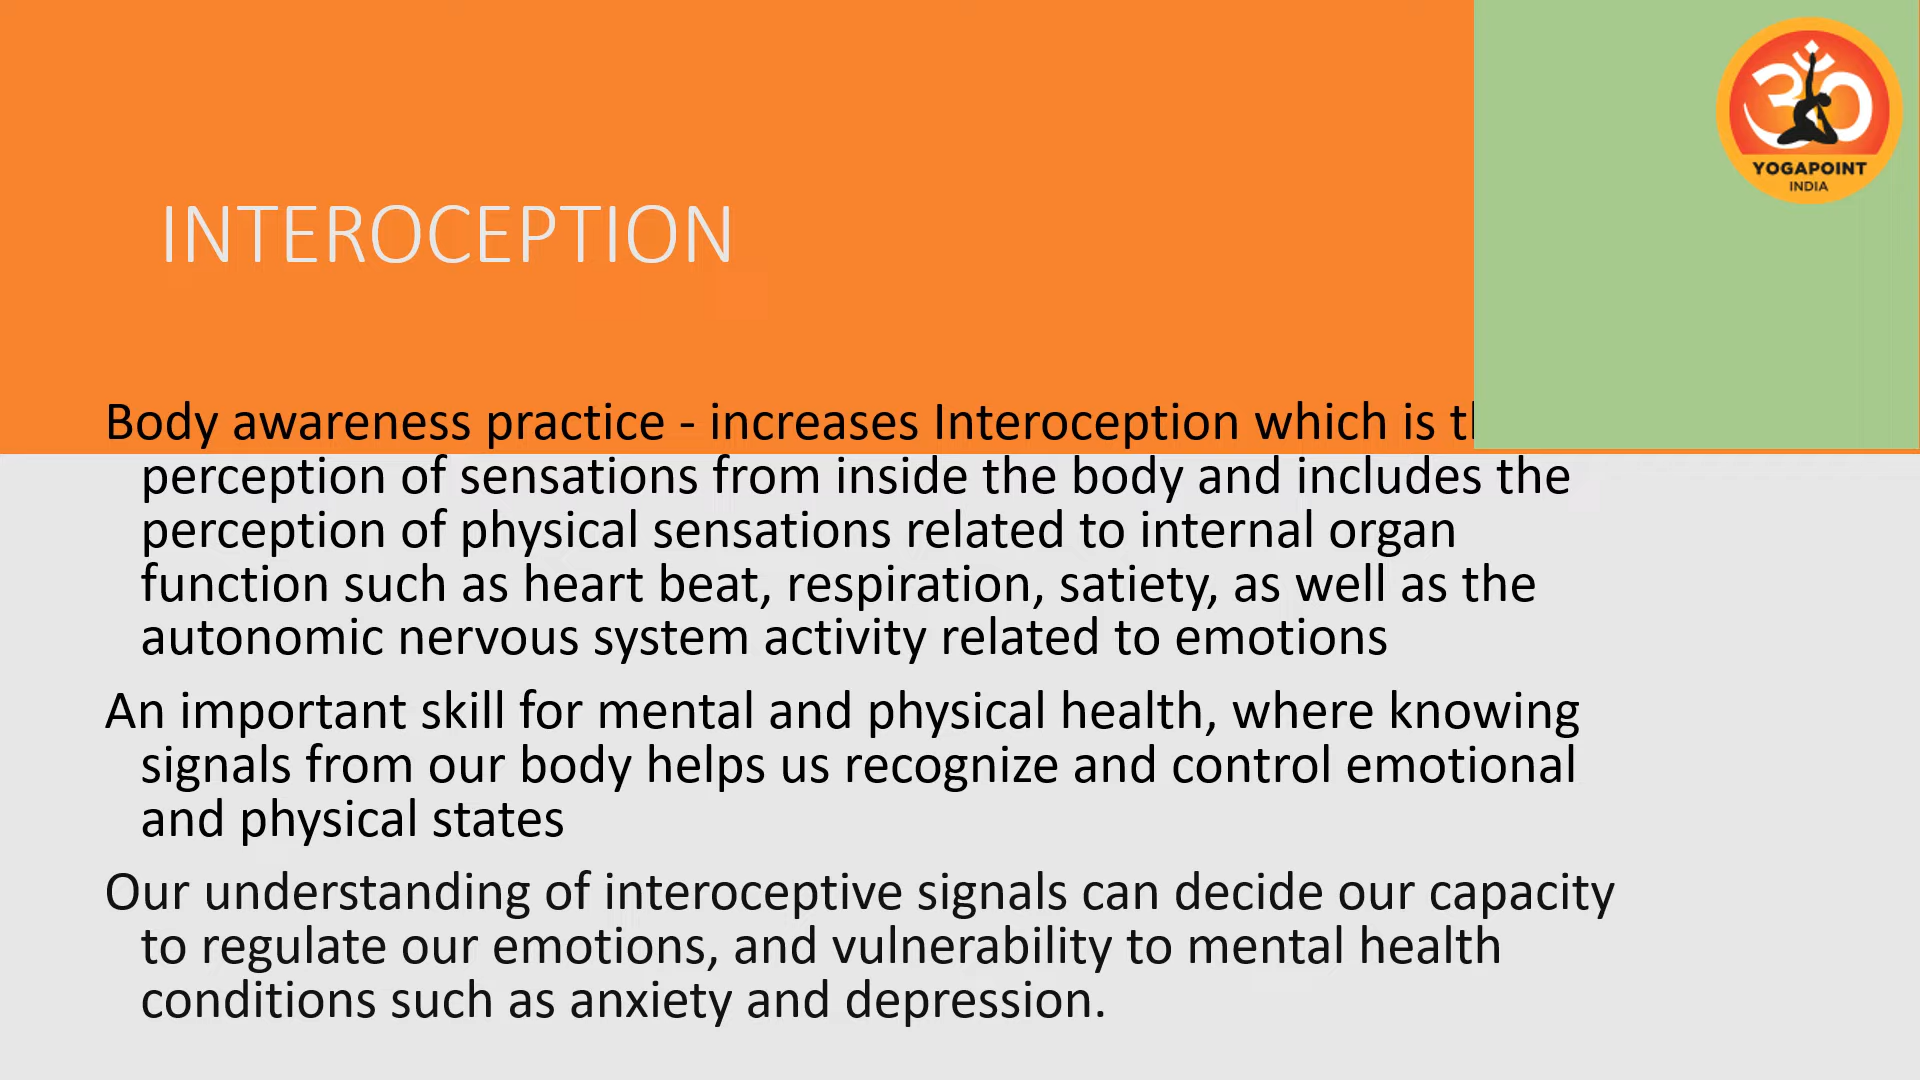 YOGAPOINT
INDIA
INTEROCEPTION
Body awareness practice - increases Interoception which is
perception of sensations from inside the body and includes the
perception of physical sensations related to internal organ
function such as heart beat, respiration, satiety, as well as the
autonomic nervous system activity related to emotions
An important skill for mental and physical health, where knowing
signals from our body helps us recognize and control emotional
and physical states
Our understanding of interoceptive signals can decide our capacity
to regulate our emotions, and vulnerability to mental health
conditions such as anxiety and depression.